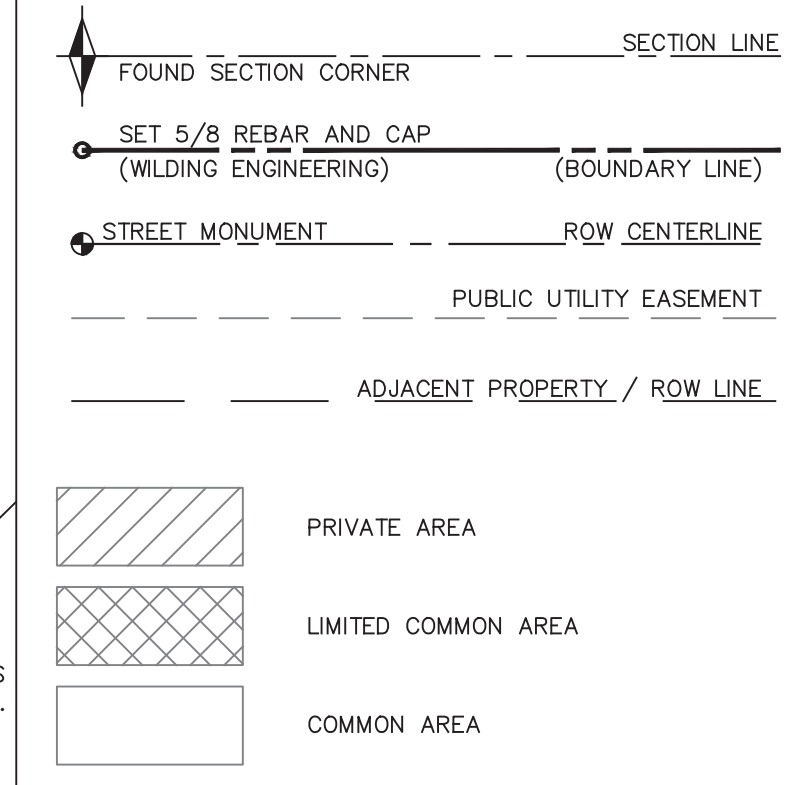 SECTION LINE
FOUND SECTION CORNER
SET 5/8 REBAR AND CAP
(WILDING ENGINEERING) (BOUNDARY LINE)
STREET MONUMENT ROW CENTERLINE
PUBLIC UTILITY EASEMENT
ADJACENT PROPERTY / ROW LINE
PRIVATE AREA
LIMITED COMMON AREA
COMMON AREA